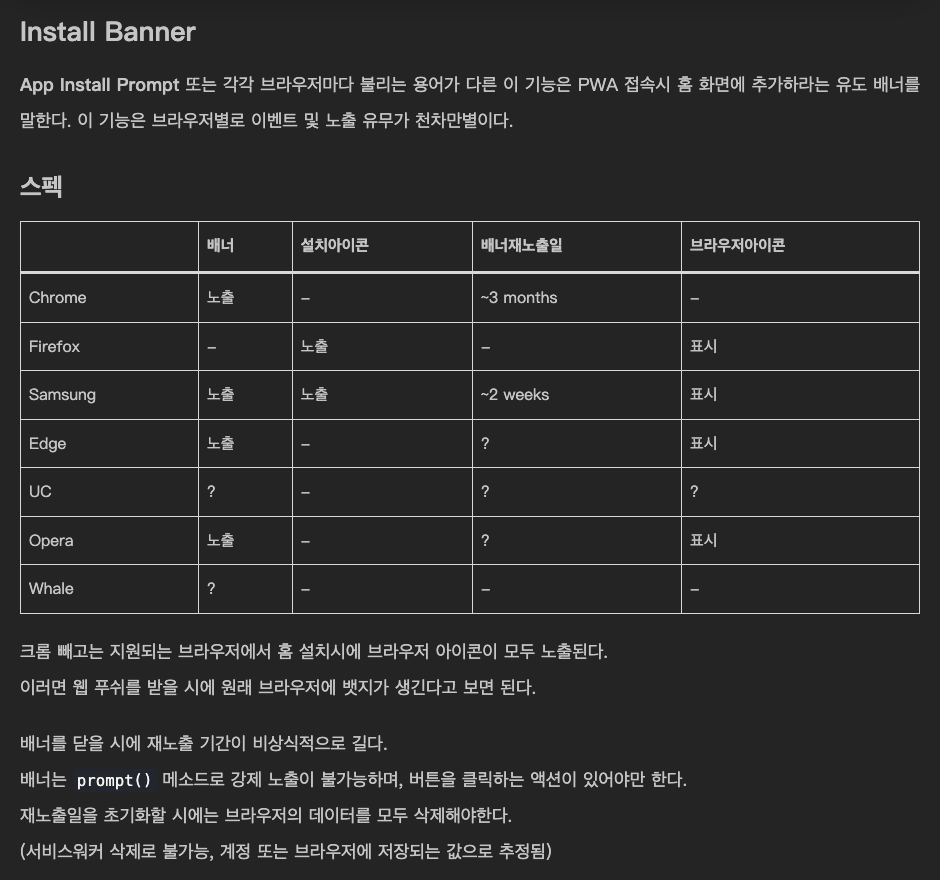 Install Banner
App Install Prompt 또는 각각 브라우저마다 불리는 용어가 다른 이 기능은 PWA 접속시 홈 화면에 추가하라는 유도 배너를
말한다. 이 기능은 브라우저별로 이벤트 및 노출 유무가 천차만별이다.
스펙
배너 설치아이콘 배너재노출일 브라우저아이콘
Chrome 노출 – ~3 months –
Firefox – 노출 – 표시
Samsung 노출 노출 ~2 weeks 표시
Edge 노출 – ? 표시
UC ? – ? ?
Opera 노출 – ? 표시
Whale ? – – –
크롬 빼고는 지원되는 브라우저에서 홈 설치시에 브라우저 아이콘이 모두 노출된다.
이러면 웹 푸쉬를 받을 시에 원래 브라우저에 뱃지가 생긴다고 보면 된다.
배너를 닫을 시에 재노출 기간이 비상식적으로 길다.
배너는 prompt() 메소드로 강제 노출이 불가능하며, 버튼을 클릭하는 액션이 있어야만 한다.
재노출일을 초기화할 시에는 브라우저의 데이터를 모두 삭제해야한다.
(서비스워커 삭제로 불가능, 계정 또는 브라우저에 저장되는 값으로 추정됨)